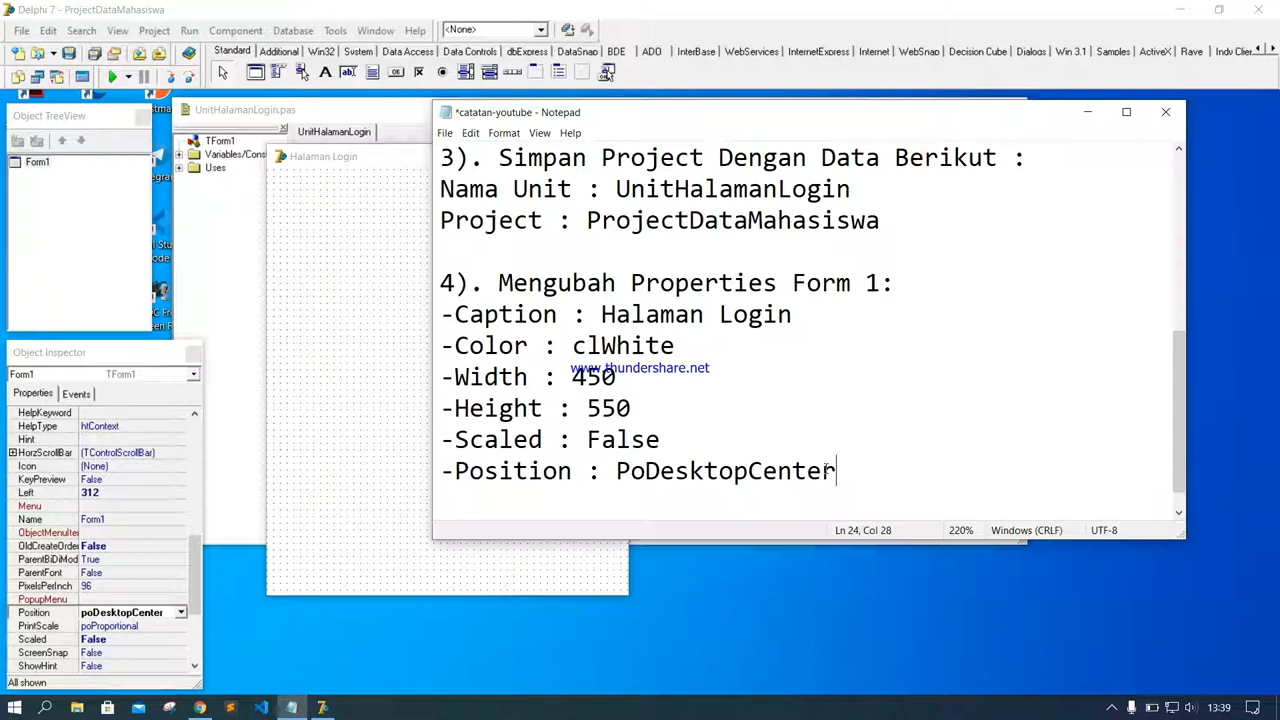 Delphi 7 - ProjectDataMahasiswa
File Edit Search View Project Run Component Database Tools Window Help
<None>
Standard Additional Win32 System Data Access Data Controls dbExpress DataSnap BDE ADO InterBase WebServices InternetExpress Internet WebSnap Decision Cube Dialogs Win 3.1 Samples ActiveX Rave Indy Client
Object TreeView
Form1
UnitHalamanLogin.pas
TForm1
Variables/Cons
Uses
UnitHalamanLogin
Halaman Login
*catatan-youtube - Notepad
File Edit Format View Help
3). Simpan Project Dengan Data Berikut :
Nama Unit : UnitHalamanLogin
Project : ProjectDataMahasiswa
4). Mengubah Properties Form 1:
-Caption : Halaman Login
-Color : clWhite
www.thundershare.net
-Width : 450
-Height : 550
-Scaled : False
-Position : PoDesktopCenter
Ln 24, Col 28
220%
Windows (CRLF)
UTF-8
Object Inspector
Form1 TForm1
Properties Events
HelpKeyword
HelpType htContext
Hint
HorzScrollBar (TControlScrollBar)
Icon (None)
KeyPreview False
Left 312
Menu
Name Form1
ObjectMenuIten
OldCreateOrder False
ParentBiDiMod True
ParentFont False
PixelsPerInch 96
PopupMenu
Position poDesktopCenter
PrintScale poProportional
Scaled False
ScreenSnap False
ShowHint False
All shown
13:39